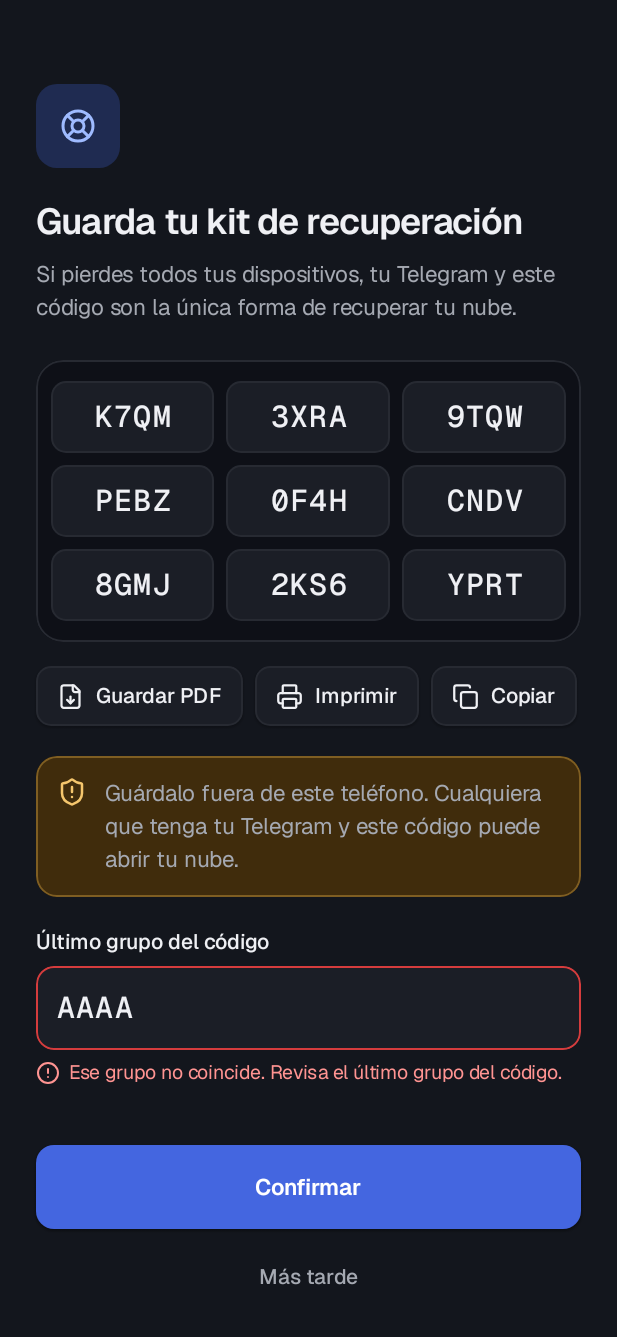 Guarda tu kit de recuperación
Si pierdes todos tus dispositivos, tu Telegram y este
código son la única forma de recuperar tu nube.
K7QM 3XRA 9TQW
PEBZ 0F4H CNDV
8GMJ 2KS6 YPRT
Guardar PDF Imprimir Copiar
Guárdalo fuera de este teléfono. Cualquiera
que tenga tu Telegram y este código puede
abrir tu nube.
Último grupo del código
AAAA
Ese grupo no coincide. Revisa el último grupo del código.
Confirmar
Más tarde